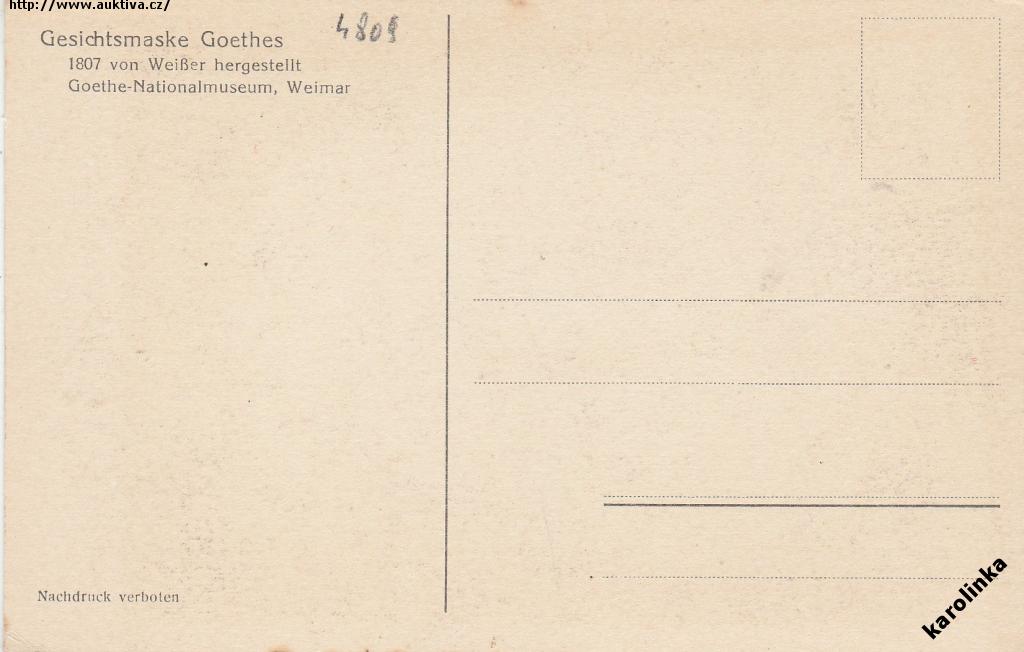 http://www.auktiva.cz/
4809
Gesichtsmaske Goethes
1807 von Weißer hergestellt
Goethe-Nationalmuseum, Weimar
Nachdruck verboten
karolinka